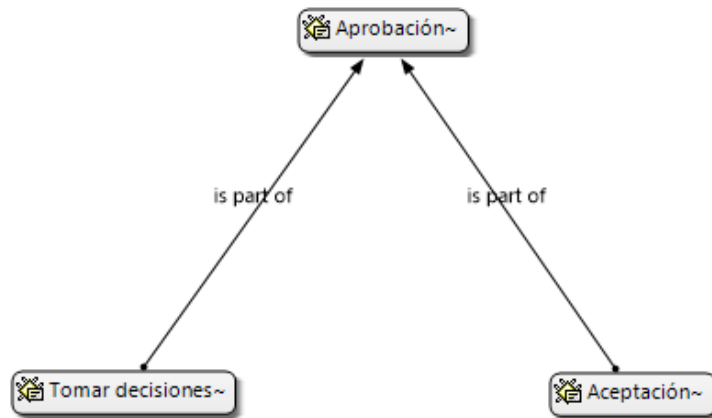 Aprobación~
is part of
is part of
Tomar decisiones~
Aceptación~